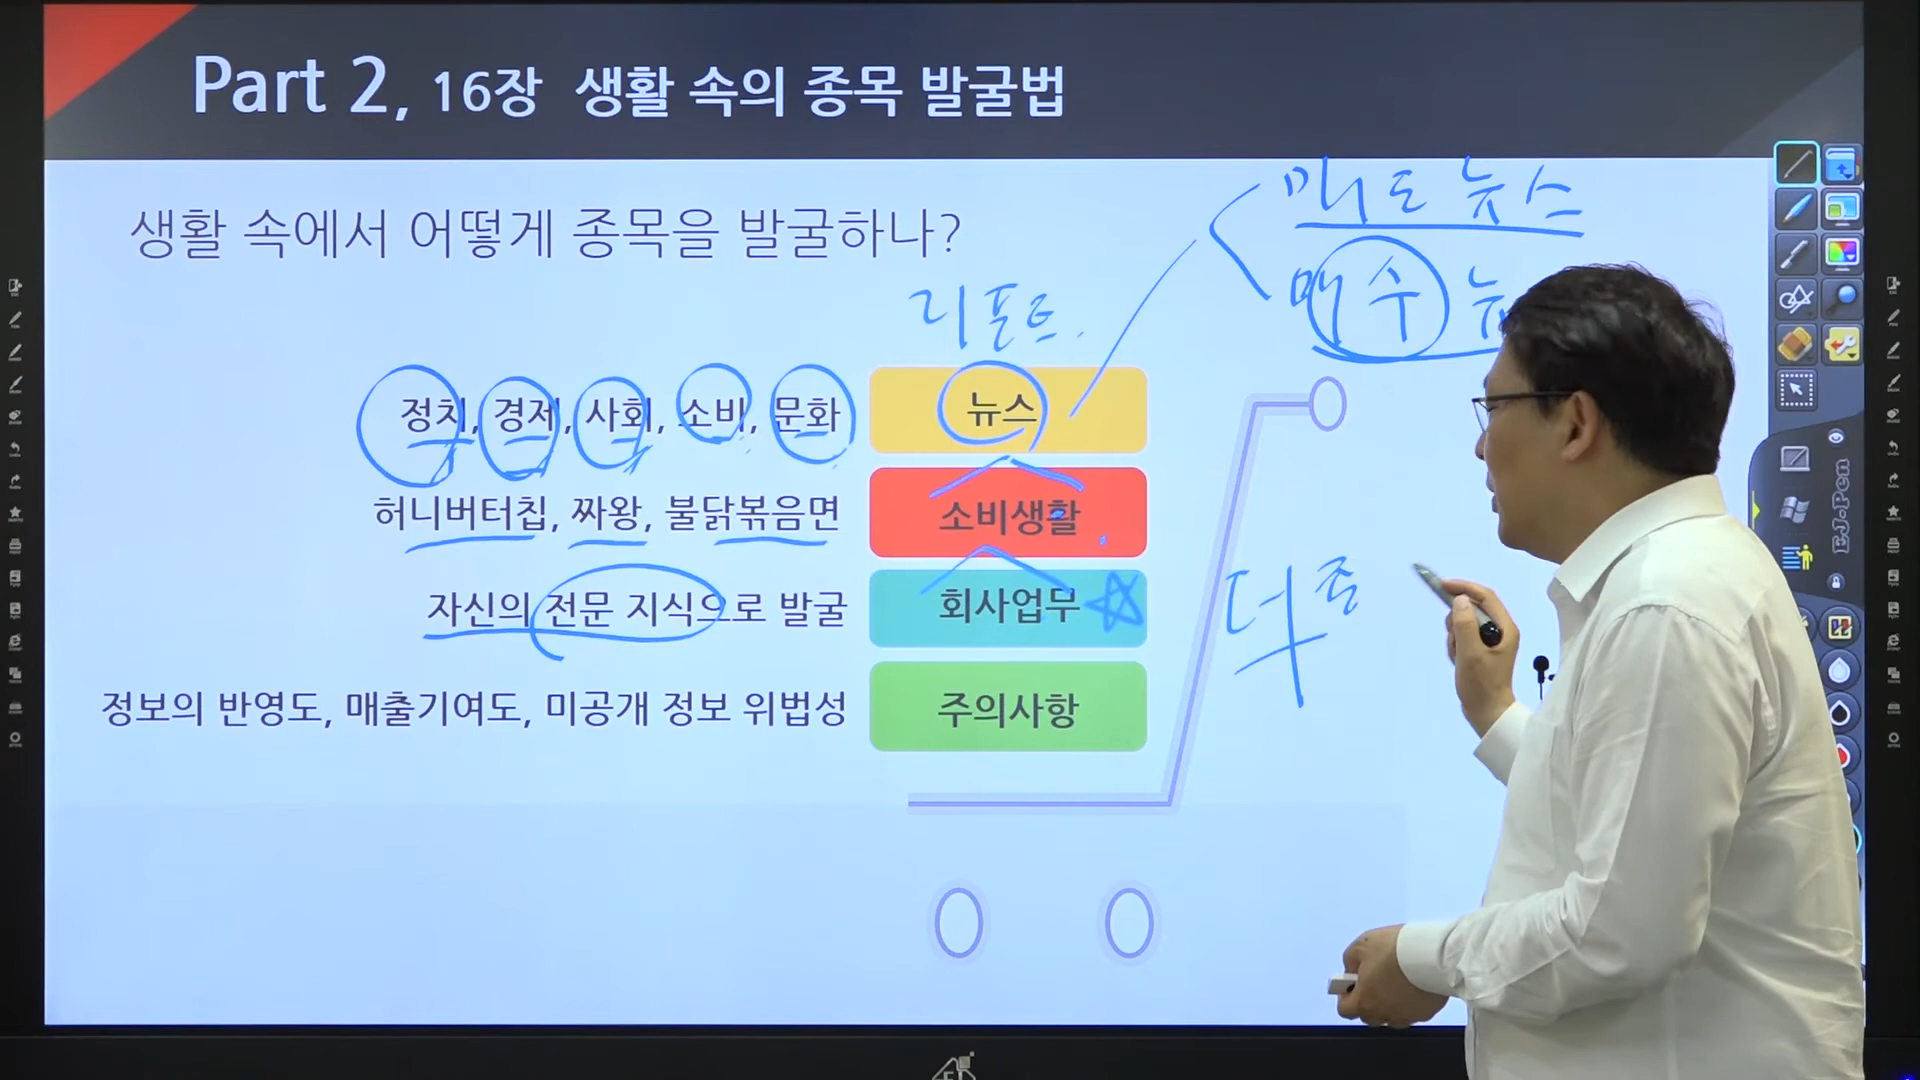 Part 2, 16장 생활 속의 종목 발굴법
생활 속에서 어떻게 종목을 발굴하나?
매도 뉴스
매수 뉴
리포트.
정치, 경제, 사회, 소비, 문화 뉴스
허니버터칩, 짜왕, 불닭볶음면 소비생활
자신의 전문 지식으로 발굴 회사업무
정보의 반영도, 매출기여도, 미공개 정보 위법성 주의사항
E.J-Pen